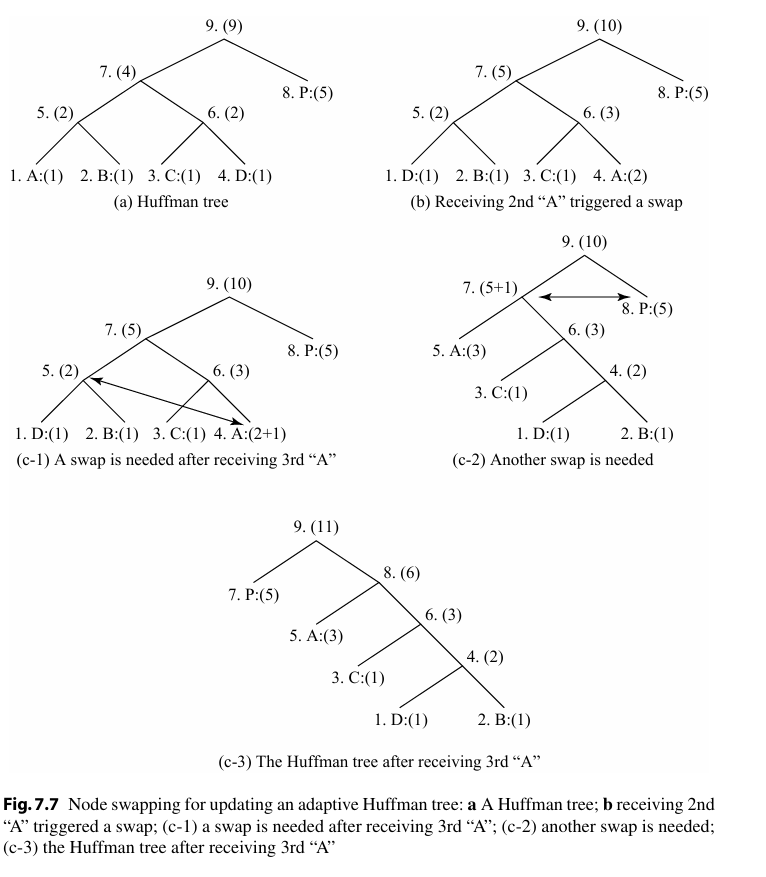 9. (9)
7. (4)
8. P:(5)
5. (2)
6. (2)
1. A:(1) 2. B:(1) 3. C:(1) 4. D:(1)
(a) Huffman tree
9. (10)
7. (5)
8. P:(5)
5. (2)
6. (3)
1. D:(1) 2. B:(1) 3. C:(1) 4. A:(2)
(b) Receiving 2nd “A” triggered a swap
9. (10)
7. (5)
8. P:(5)
5. (2)
6. (3)
1. D:(1) 2. B:(1) 3. C:(1) 4. A:(2+1)
(c-1) A swap is needed after receiving 3rd “A”
9. (10)
7. (5+1)
8. P:(5)
6. (3)
5. A:(3)
4. (2)
3. C:(1)
1. D:(1) 2. B:(1)
(c-2) Another swap is needed
9. (11)
8. (6)
7. P:(5)
6. (3)
5. A:(3)
4. (2)
3. C:(1)
1. D:(1) 2. B:(1)
(c-3) The Huffman tree after receiving 3rd “A”
Fig. 7.7 Node swapping for updating an adaptive Huffman tree: a A Huffman tree; b receiving 2nd
“A” triggered a swap; (c-1) a swap is needed after receiving 3rd “A”; (c-2) another swap is needed;
(c-3) the Huffman tree after receiving 3rd “A”